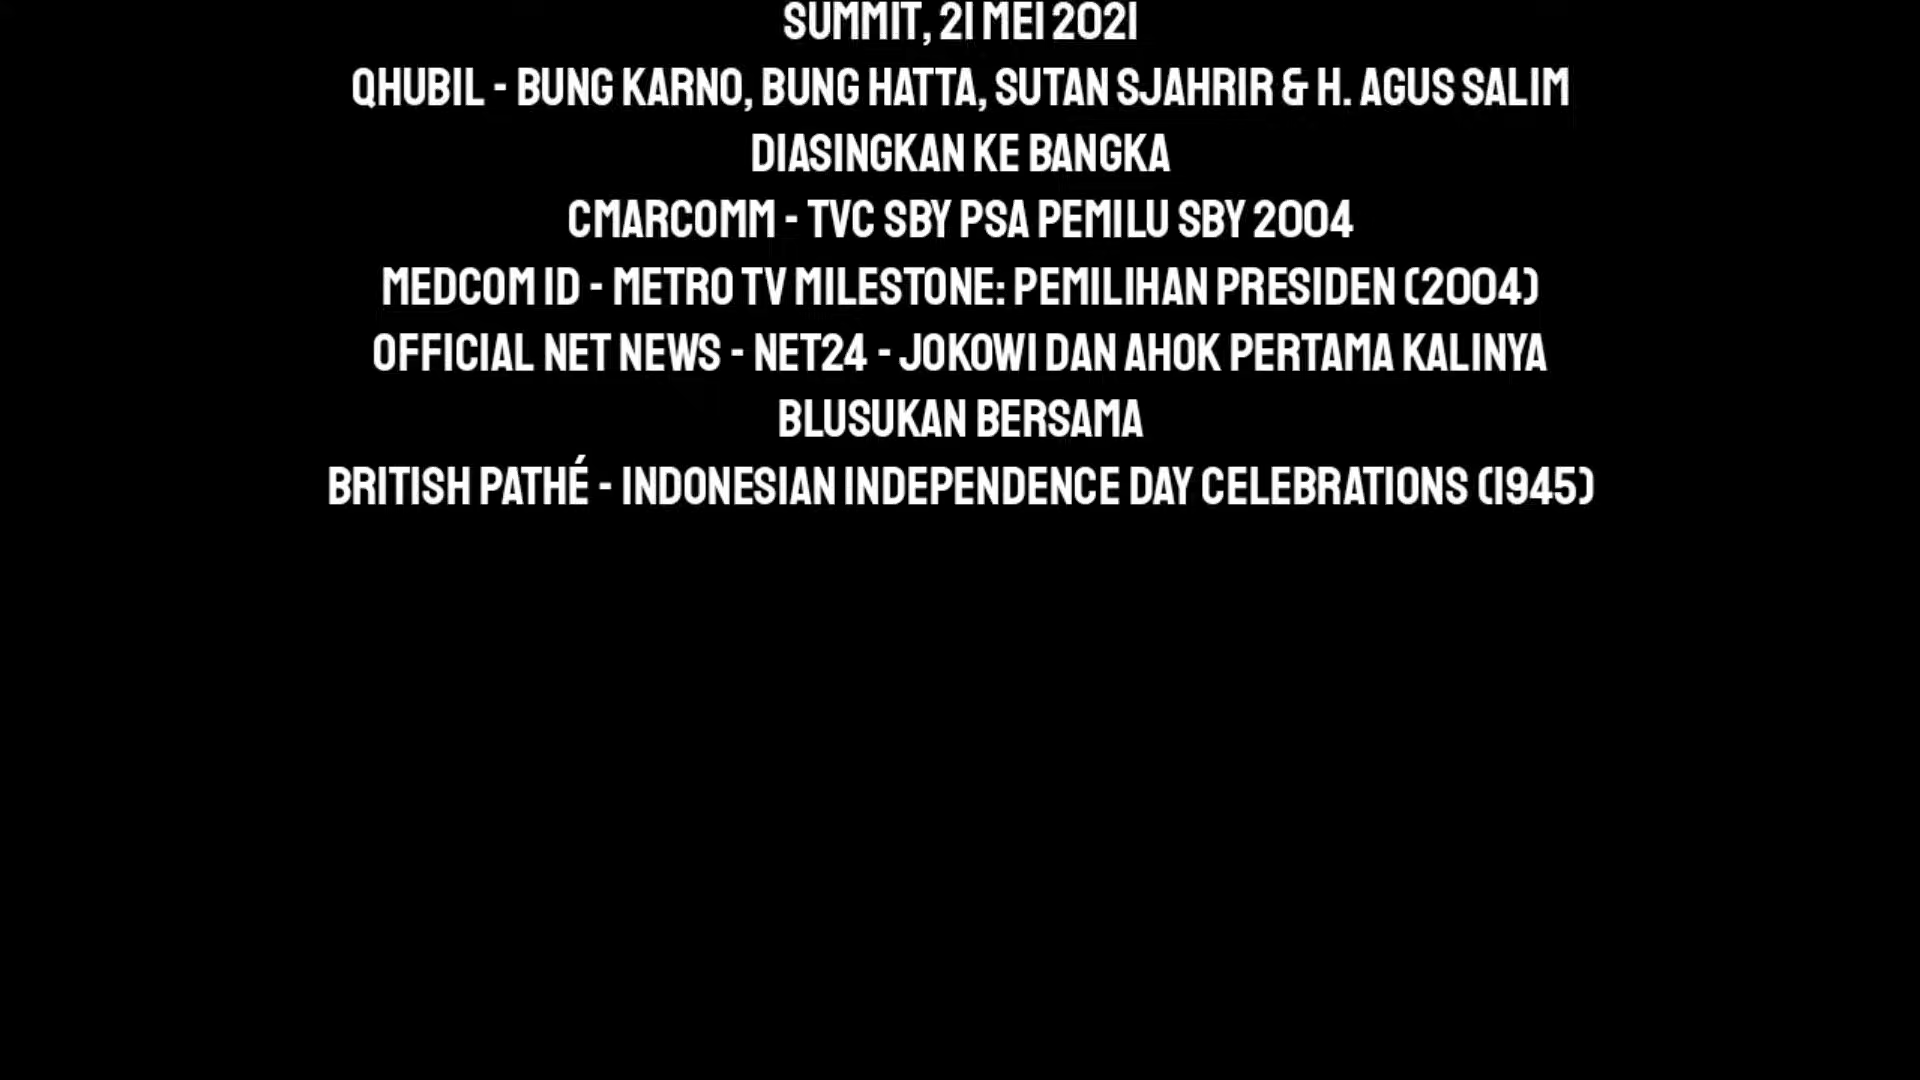 SUMMIT, 21 MEI 2021
QHUBIL - BUNG KARNO, BUNG HATTA, SUTAN SJAHRIR & H. AGUS SALIM
DIASINGKAN KE BANGKA
CMARCOMM - TVC SBY PSA PEMILU SBY 2004
MEDCOM ID - METRO TV MILESTONE: PEMILIHAN PRESIDEN (2004)
OFFICIAL NET NEWS - NET24 - JOKOWI DAN AHOK PERTAMA KALINYA
BLUSUKAN BERSAMA
BRITISH PATHÉ - INDONESIAN INDEPENDENCE DAY CELEBRATIONS (1945)